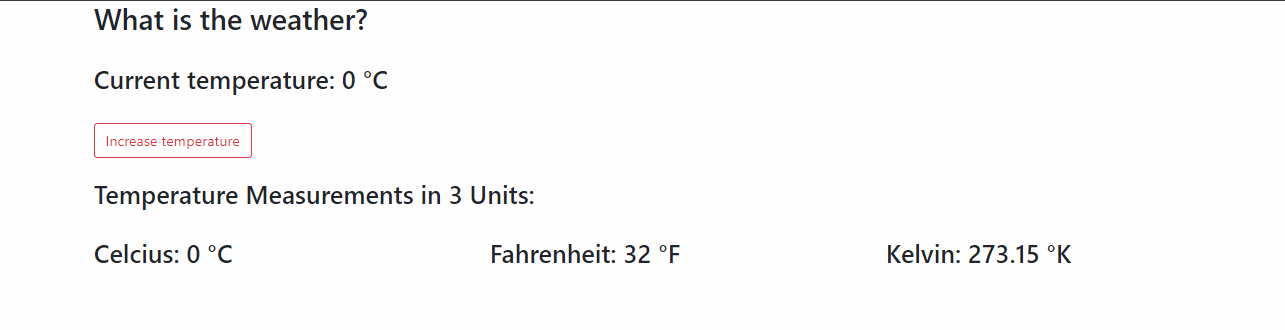 What is the weather?
Current temperature: 0 °C
Increase temperature
Temperature Measurements in 3 Units:
Celcius: 0 °C Fahrenheit: 32 °F Kelvin: 273.15 °K